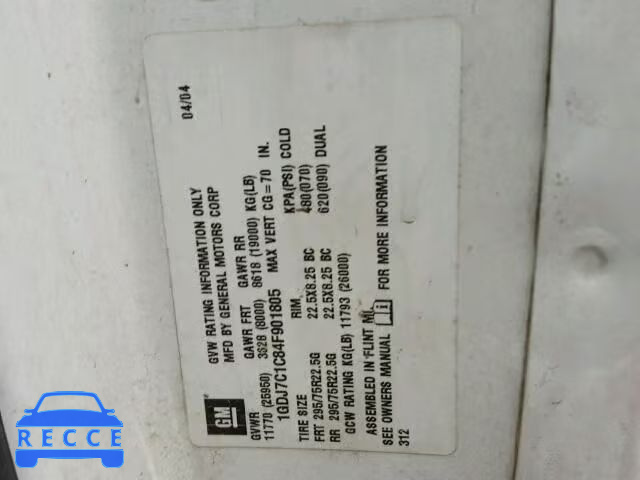 04/04
GVW RATING INFORMATION ONLY
MFD BY GENERAL MOTORS CORP
GM
GVWR GAWR FRT GAWR RR
11770 (25950) 3628 (8000) 8618 (19000) KG(LB)
1GDJ7C1C84F901805 MAX VERT CG=70 IN.
TIRE SIZE RIM KPA(PSI) COLD
FRT 295/75R22.5G 22.5X8.25 BC 480(070)
RR 295/75R22.5G 22.5X8.25 BC 620(090) DUAL
GCW RATING KG(LB) 11793 (26000)
ASSEMBLED IN FLINT MI.
SEE OWNERS MANUAL FOR MORE INFORMATION
312
RECCE